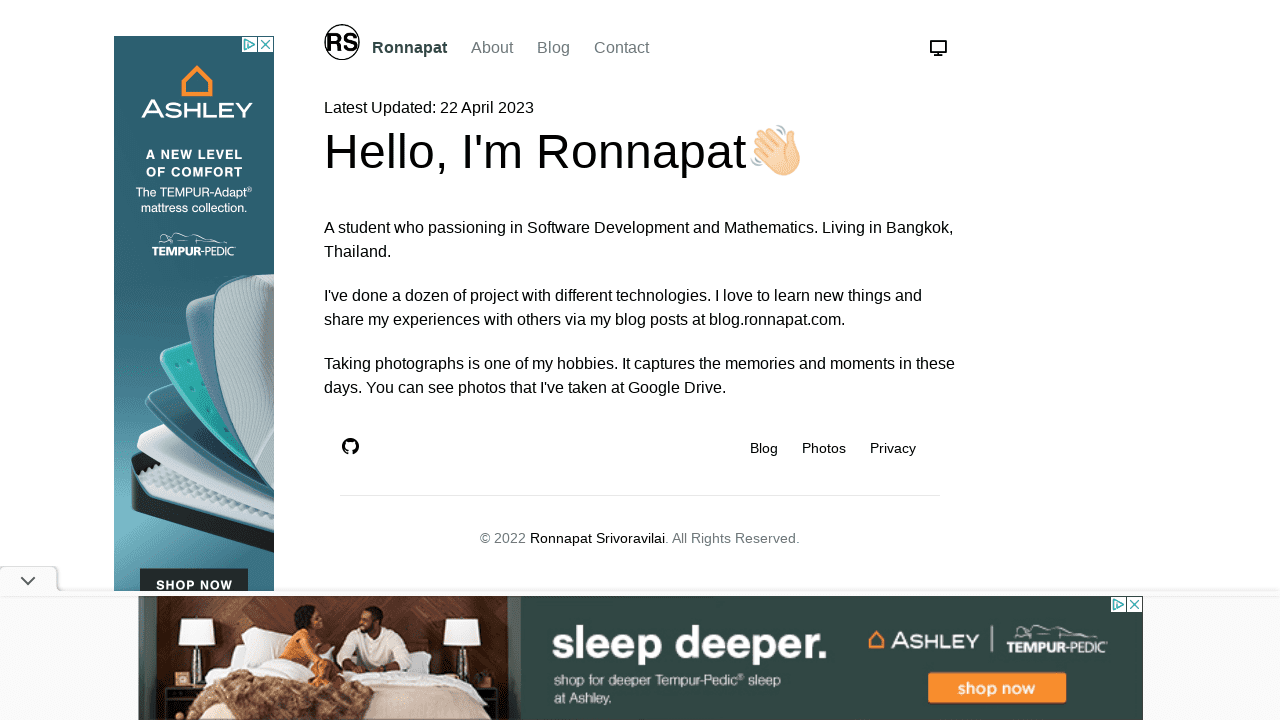 RS
Ronnapat
About
Blog
Contact
Latest Updated: 22 April 2023
Hello, I'm Ronnapat👋🏻
A student who passioning in Software Development and Mathematics. Living in Bangkok,
Thailand.
I've done a dozen of project with different technologies. I love to learn new things and
share my experiences with others via my blog posts at blog.ronnapat.com.
Taking photographs is one of my hobbies. It captures the memories and moments in these
days. You can see photos that I've taken at Google Drive.
Blog
Photos
Privacy
© 2022 Ronnapat Srivoravilai. All Rights Reserved.
ASHLEY
A NEW LEVEL
OF COMFORT
The TEMPUR-Adapt®
mattress collection.
TEMPUR-PEDIC
SHOP NOW
sleep deeper.
shop for deeper Tempur-Pedic® sleep
at Ashley.
ASHLEY
TEMPUR-PEDIC
shop now